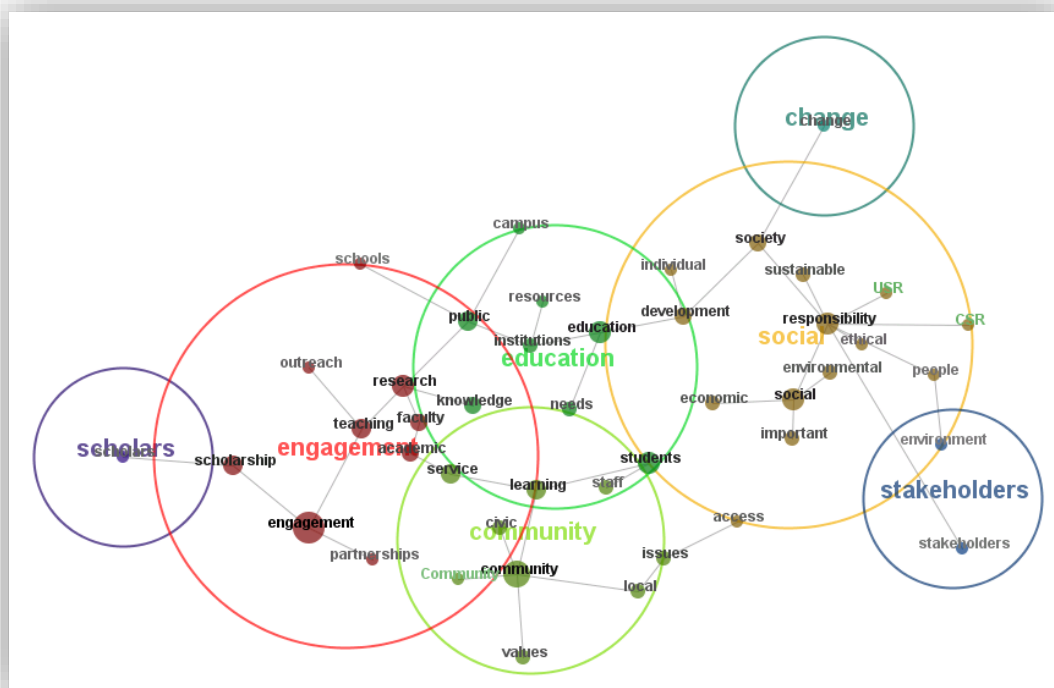 change
change
society
individual
sustainable
USR
campus
schools
resources
development
responsibility
CSR
public
institutions
education
social
ethical
education
outreach
research
environmental
people
knowledge
needs
economic
social
faculty
teaching
important
environment
scholars
scholars
engagement
academic
scholarship
service
students
learning
staff
stakeholders
access
engagement
civic
community
partnerships
issues
stakeholders
Community
community
local
values